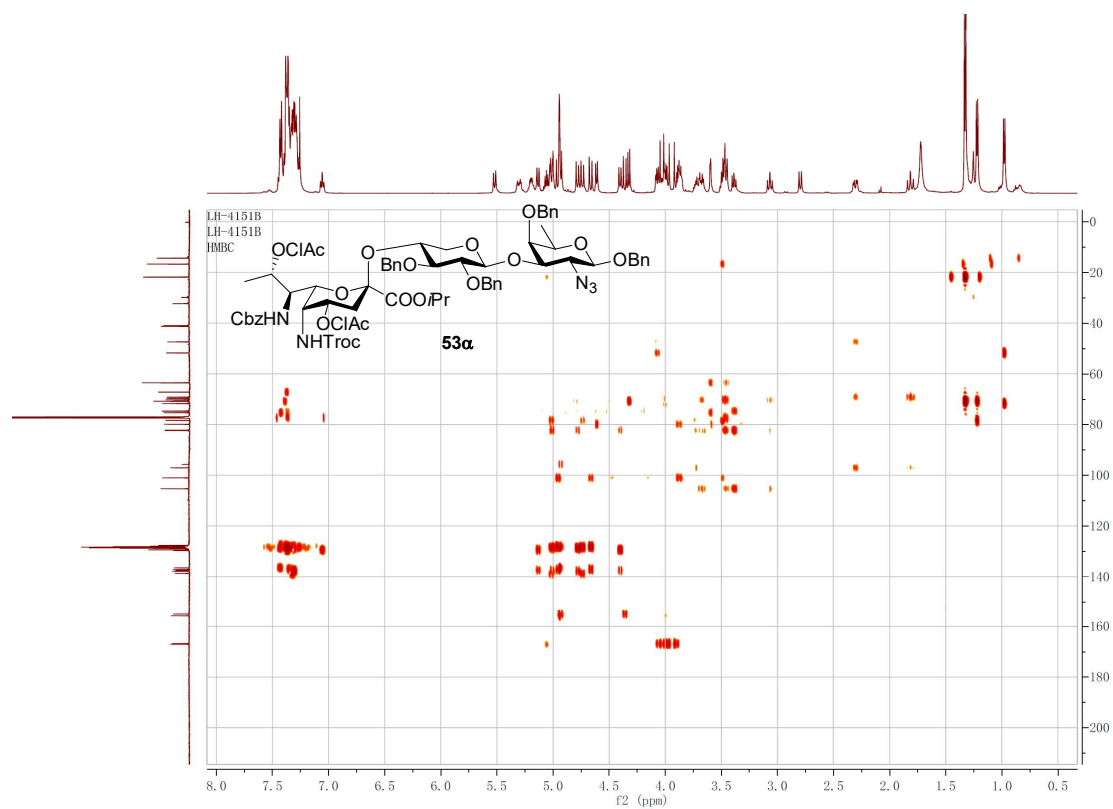 LH-4151B
LH-4151B
HMBC
OClAc
O
O
BnO
OBn
O
OBn
O
OBn
N3
O
COOiPr
CbzHN
OClAc
NHTroc
53α
0
20
40
60
80
100
120
140
160
180
200
8.0 7.5 7.0 6.5 6.0 5.5 5.0 4.5 4.0 3.5 3.0 2.5 2.0 1.5 1.0 0.5
f2 (ppm)